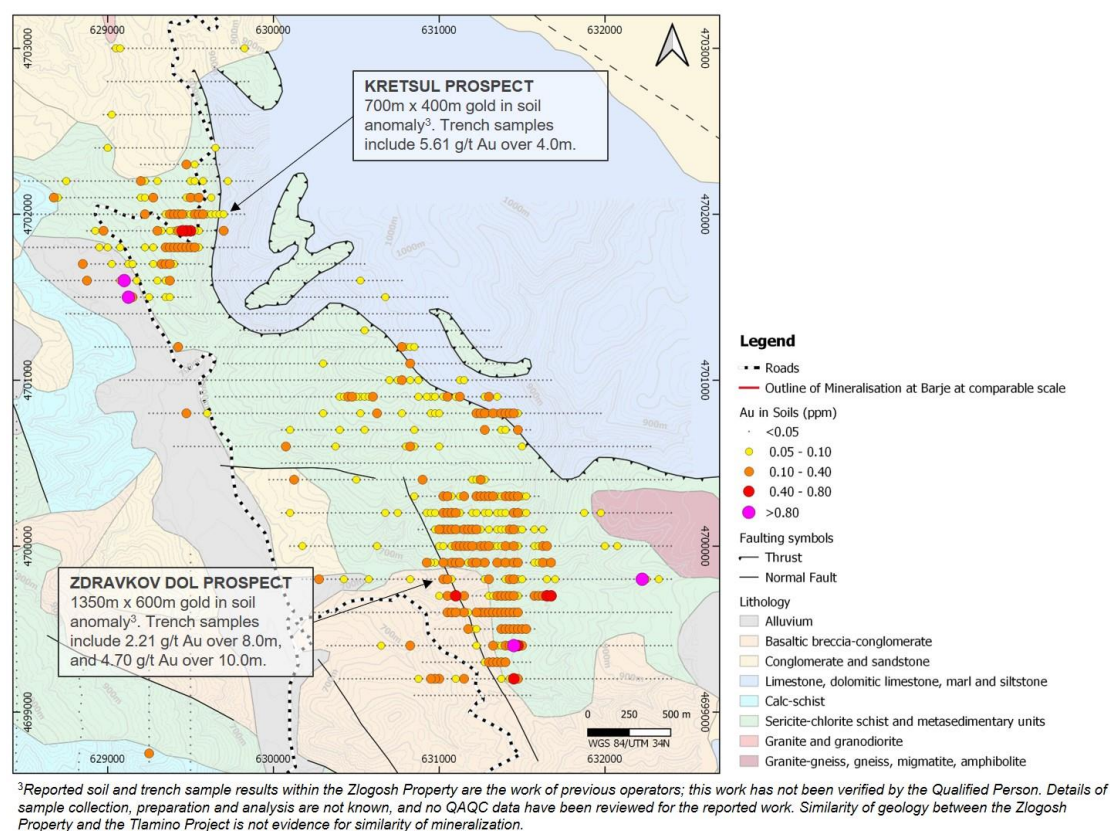 629000 630000 631000 632000
4703000
4703000
KRETSUL PROSPECT
700m x 400m gold in soil
anomaly³. Trench samples
include 5.61 g/t Au over 4.0m.
900m
900m
4702000
4702000
1000m
1000m
1000m
4701000
4701000
900m
900m
4700000
4700000
700m
700m
ZDRAVKOV DOL PROSPECT
1350m x 600m gold in soil
anomaly³. Trench samples
include 2.21 g/t Au over 8.0m,
and 4.70 g/t Au over 10.0m.
4699000
4699000
0 250 500 m
WGS 84/UTM 34N
629000 630000 631000 632000
Legend
Roads
Outline of Mineralisation at Barje at comparable scale
Au in Soils (ppm)
<0.05
0.05 - 0.10
0.10 - 0.40
0.40 - 0.80
>0.80
Faulting symbols
Thrust
Normal Fault
Lithology
Alluvium
Basaltic breccia-conglomerate
Conglomerate and sandstone
Limestone, dolomitic limestone, marl and siltstone
Calc-schist
Sericite-chlorite schist and metasedimentary units
Granite and granodiorite
Granite-gneiss, gneiss, migmatite, amphibolite
³Reported soil and trench sample results within the Zlogosh Property are the work of previous operators; this work has not been verified by the Qualified Person. Details of
sample collection, preparation and analysis are not known, and no QAQC data have been reviewed for the reported work. Similarity of geology between the Zlogosh
Property and the Tlamino Project is not evidence for similarity of mineralization.